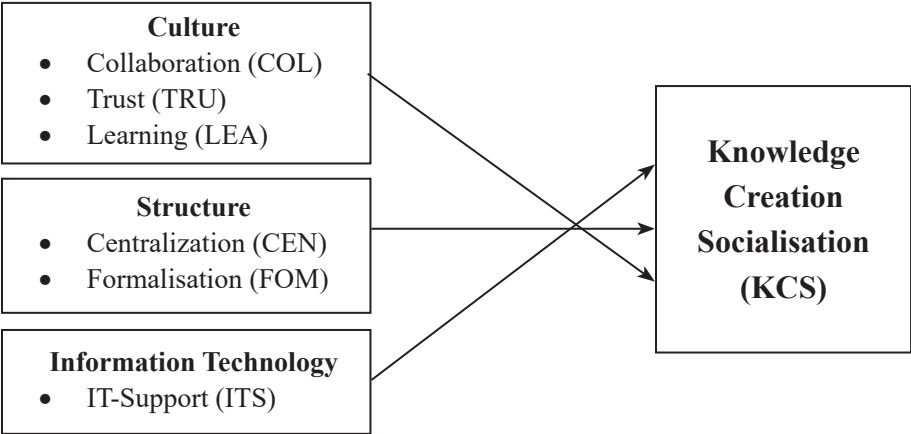 Culture
• Collaboration (COL)
• Trust (TRU)
• Learning (LEA)
Structure
• Centralization (CEN)
• Formalisation (FOM)
Information Technology
• IT-Support (ITS)
Knowledge
Creation
Socialisation
(KCS)